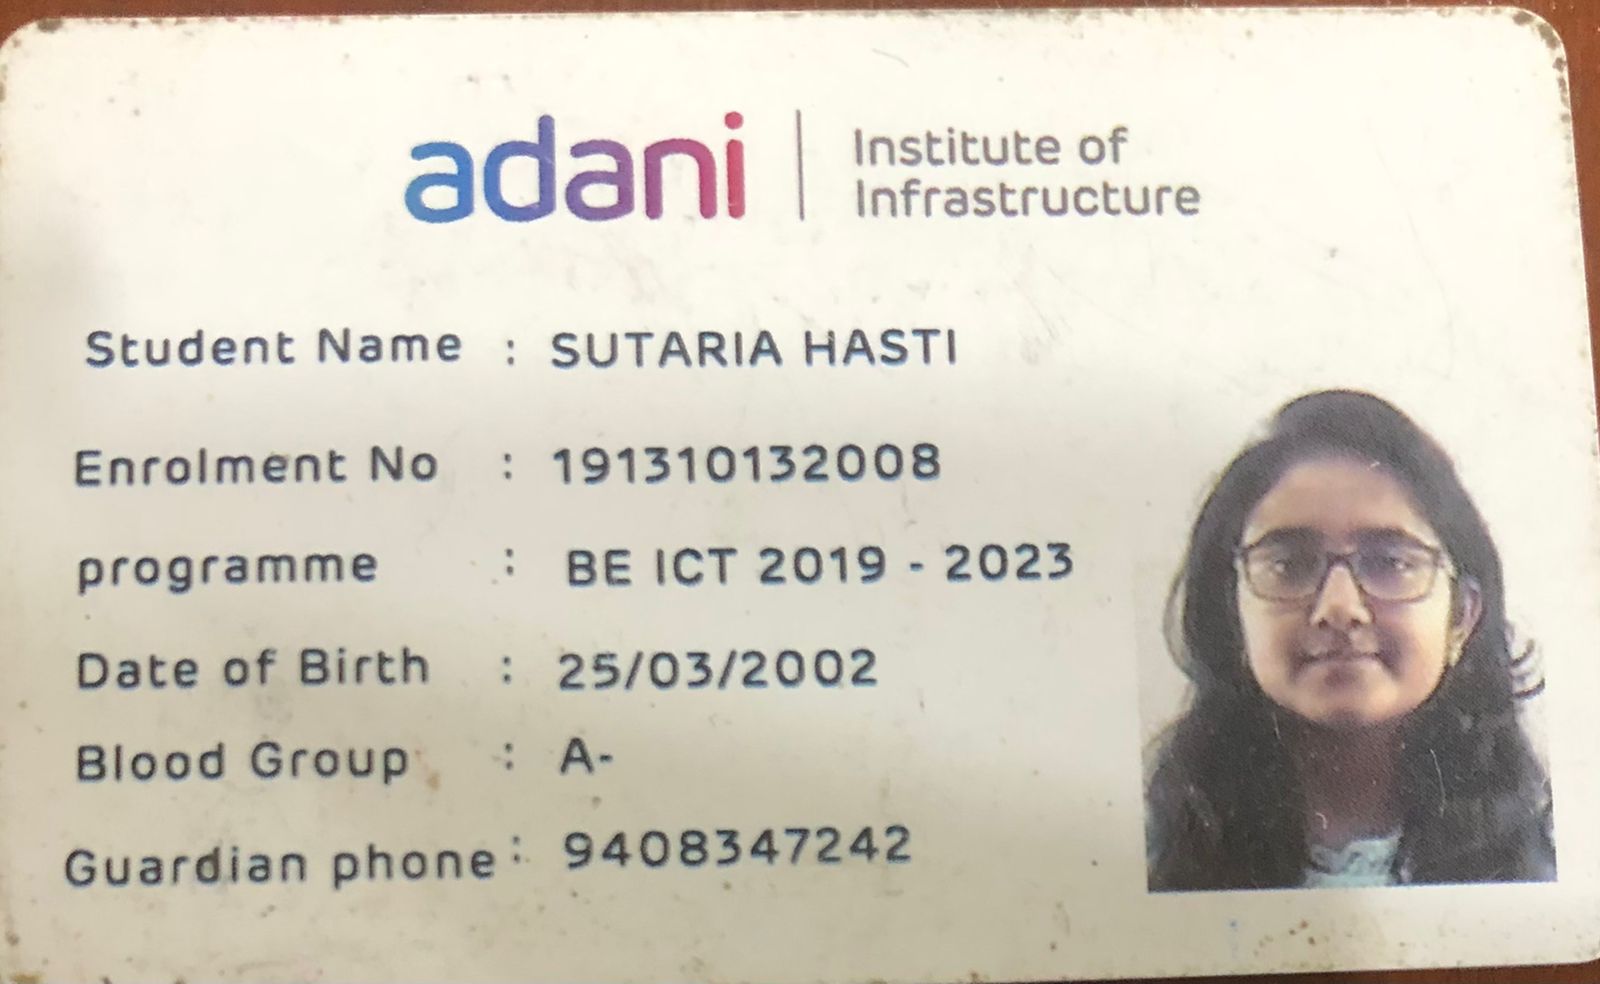 adani
Institute of
Infrastructure
Student Name : SUTARIA HASTI
Enrolment No : 191310132008
programme : BE ICT 2019 - 2023
Date of Birth : 25/03/2002
Blood Group : A-
Guardian phone : 9408347242